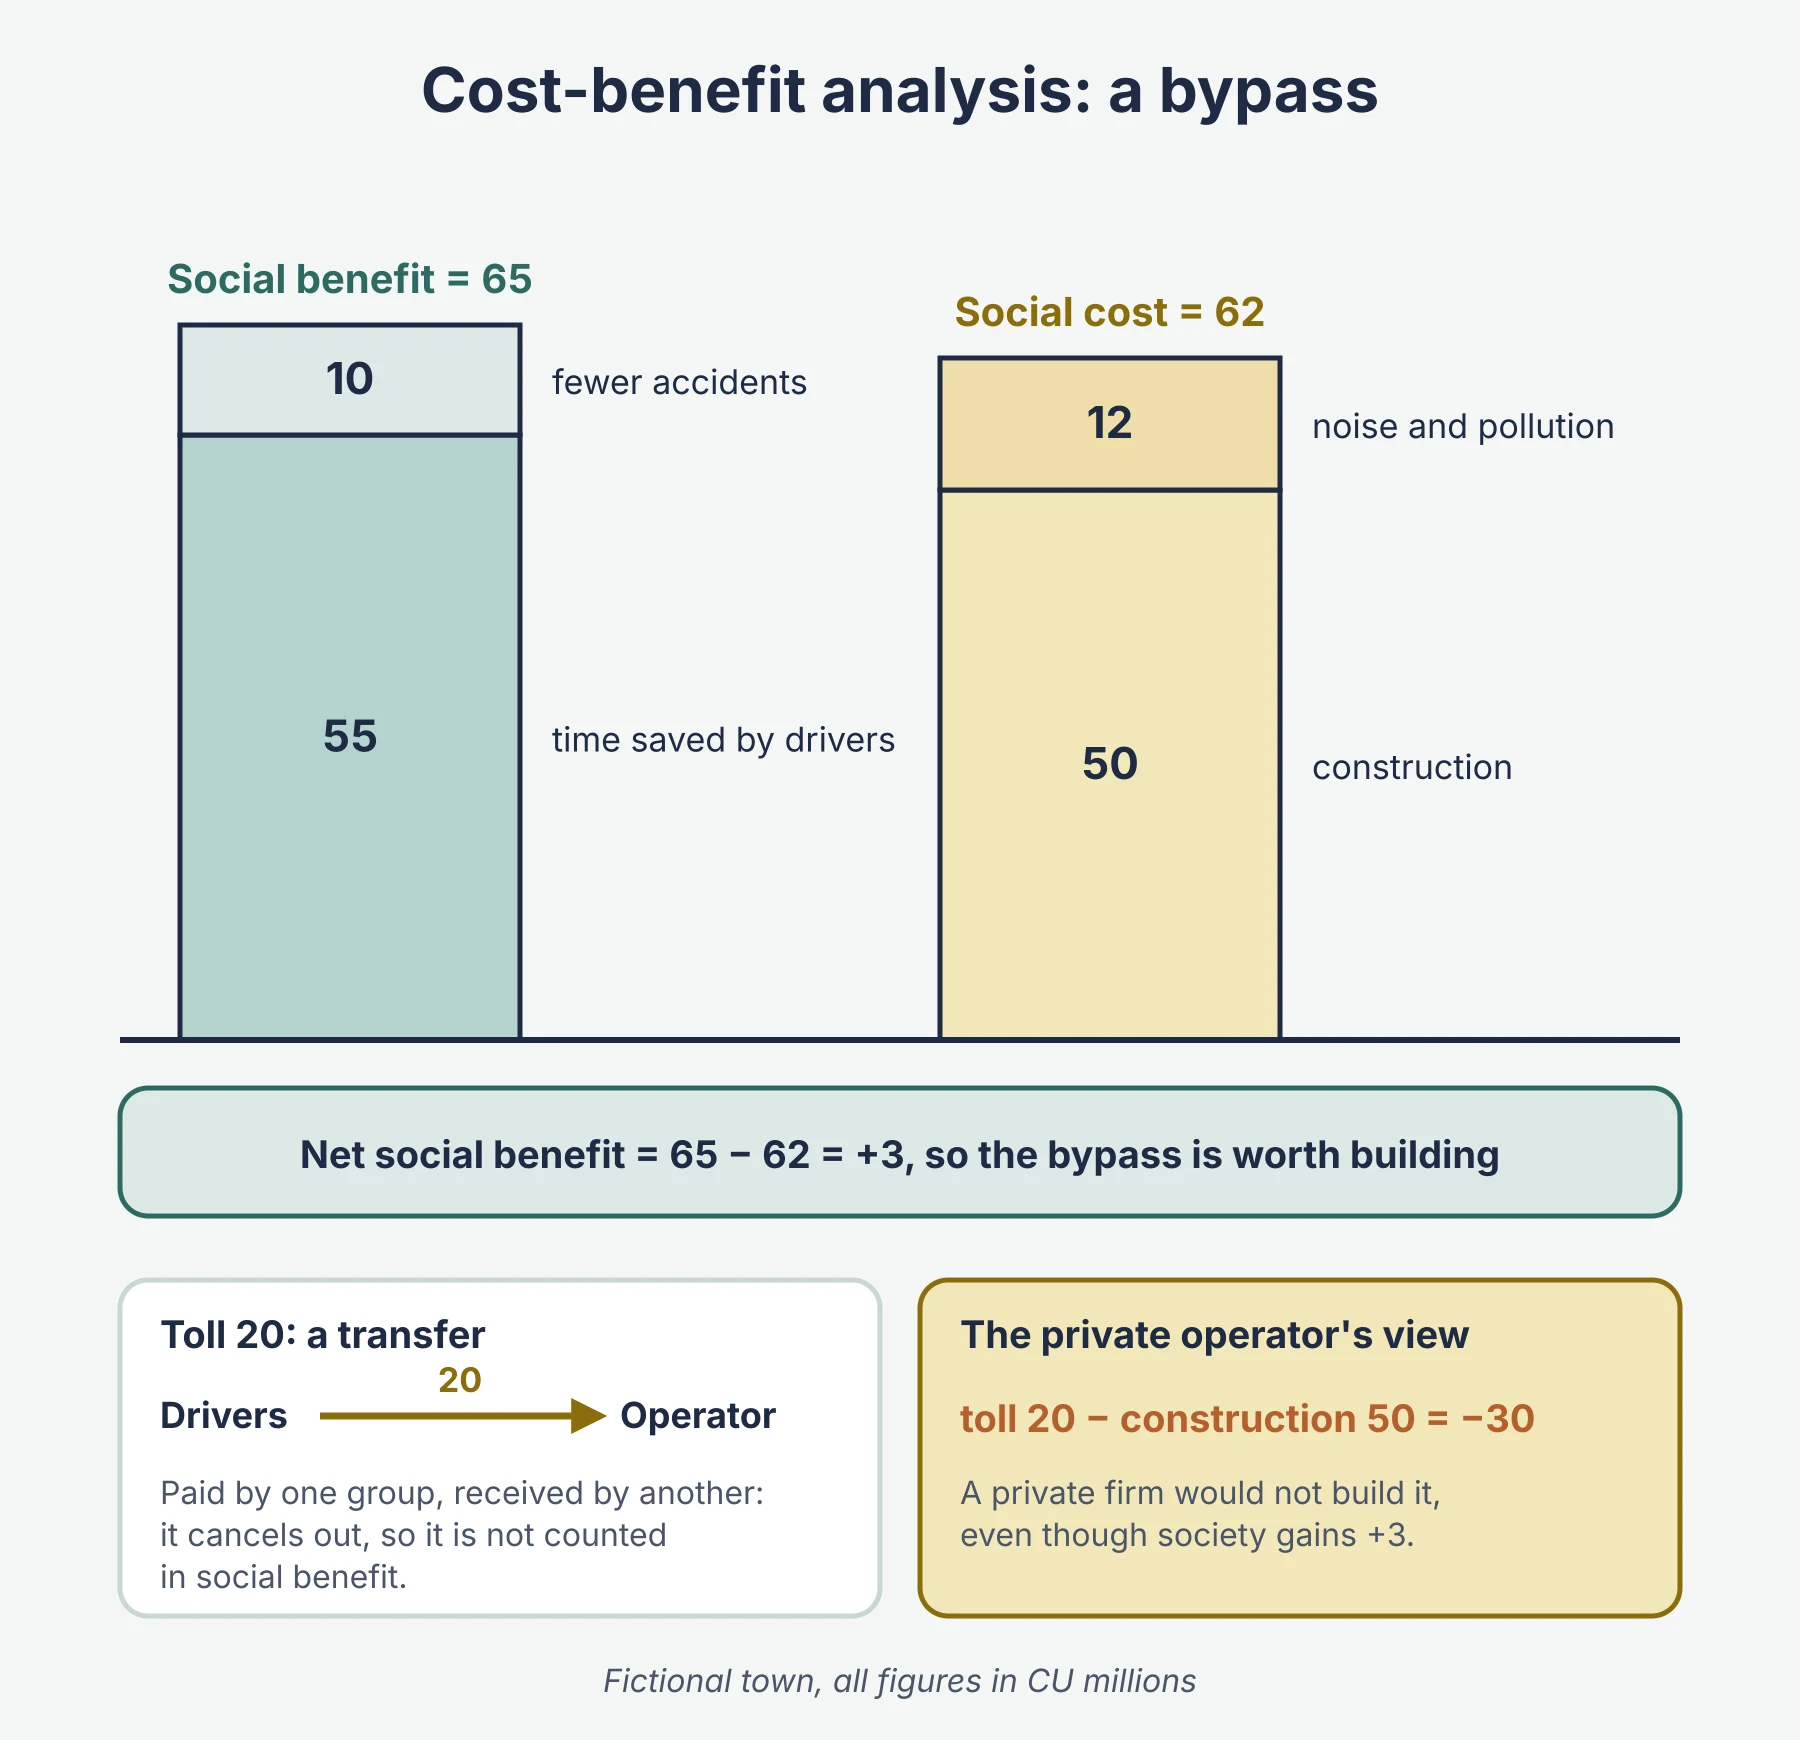 Cost-benefit analysis: a bypass
Social benefit = 65
10
fewer accidents
55
time saved by drivers
Social cost = 62
12
noise and pollution
50
construction
Net social benefit = 65 − 62 = +3, so the bypass is worth building
Toll 20: a transfer
20
Drivers
Operator
Paid by one group, received by another:
it cancels out, so it is not counted
in social benefit.
The private operator's view
toll 20 − construction 50 = −30
A private firm would not build it,
even though society gains +3.
Fictional town, all figures in CU millions